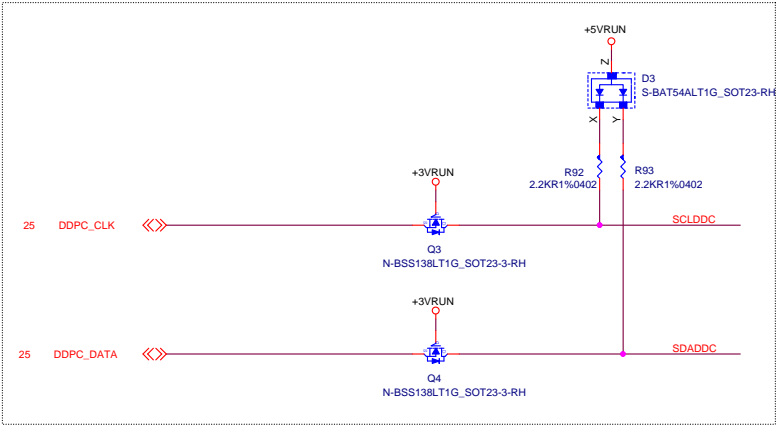 +5VRUN
Z
D3
S-BAT54ALT1G_SOT23-RH
X
Y
R92
2.2KR1%0402
R93
2.2KR1%0402
+3VRUN
25 DDPC_CLK
SCLDDC
Q3
N-BSS138LT1G_SOT23-3-RH
+3VRUN
25 DDPC_DATA
SDADDC
Q4
N-BSS138LT1G_SOT23-3-RH